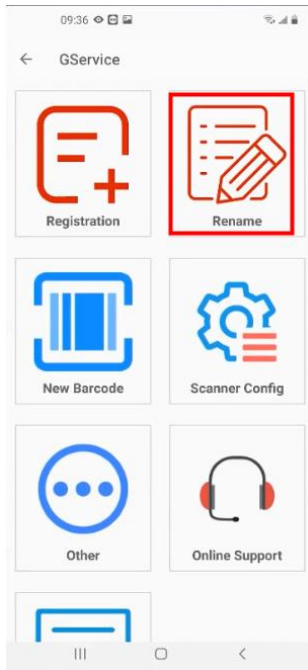 09:36
GService
Registration
Rename
New Barcode
Scanner Config
Other
Online Support